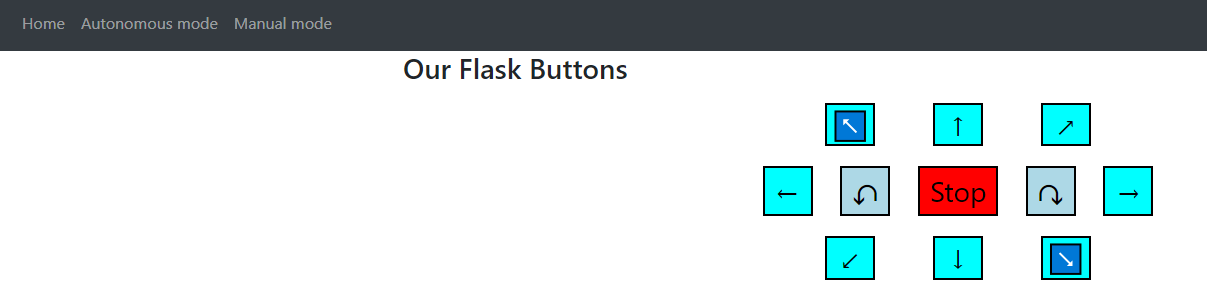 Home Autonomous mode Manual mode
Our Flask Buttons
↖ ↑ ↗
← ↶ Stop ↷ →
↙ ↓ ↘